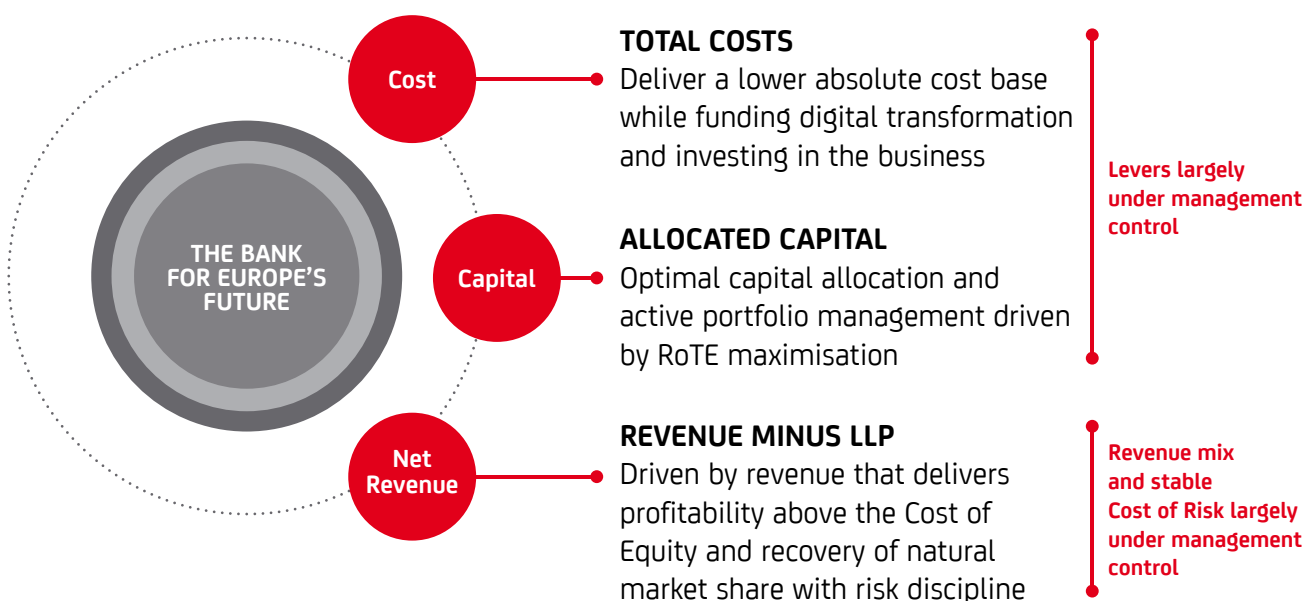 THE BANK
FOR EUROPE'S
FUTURE
Cost
TOTAL COSTS
Deliver a lower absolute cost base
while funding digital transformation
and investing in the business
Capital
ALLOCATED CAPITAL
Optimal capital allocation and
active portfolio management driven
by RoTE maximisation
Levers largely
under management
control
Net
Revenue
REVENUE MINUS LLP
Driven by revenue that delivers
profitability above the Cost of
Equity and recovery of natural
market share with risk discipline
Revenue mix
and stable
Cost of Risk largely
under management
control